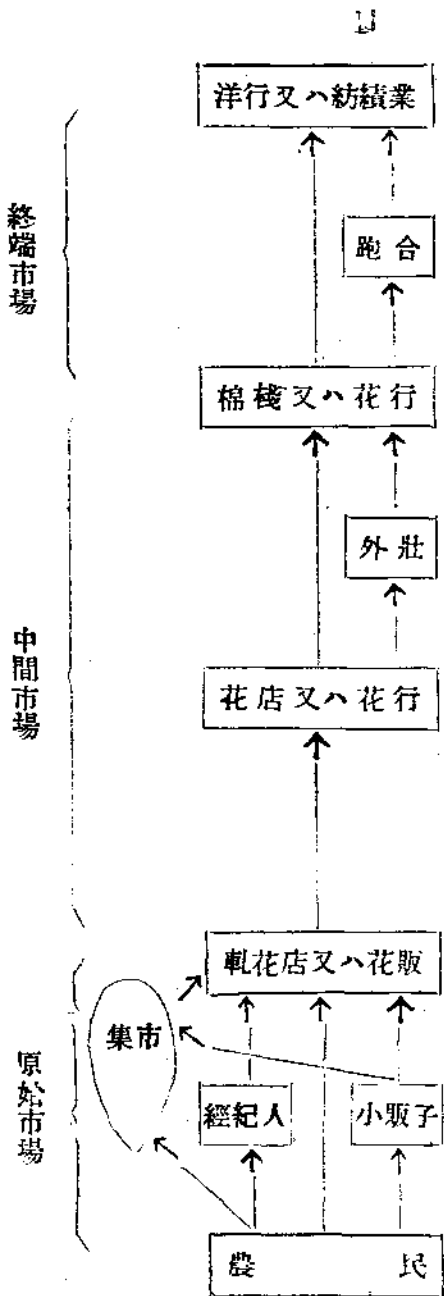 洋行又ハ紡績業
跑合
終端市場
棉棧又ハ花行
外壯
中間市場
花店又ハ花行
軋花店又ハ花販
集市
原始市場
經紀人
小販子
農民